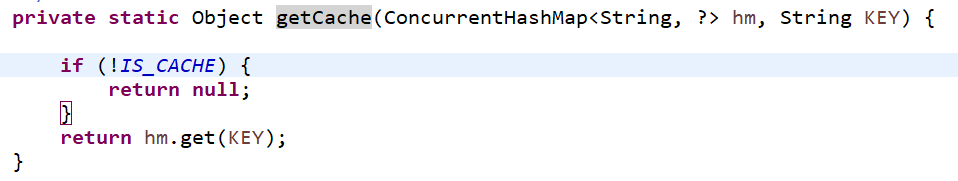 private static Object getCache(ConcurrentHashMap<String, ?> hm, String KEY) {
if (!IS_CACHE) {
return null;
}
return hm.get(KEY);
}